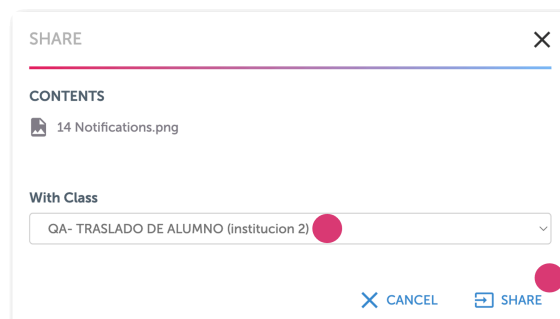 SHARE
CONTENTS
14 Notifications.png
With Class
QA- TRASLADO DE ALUMNO (institucion 2)
CANCEL SHARE